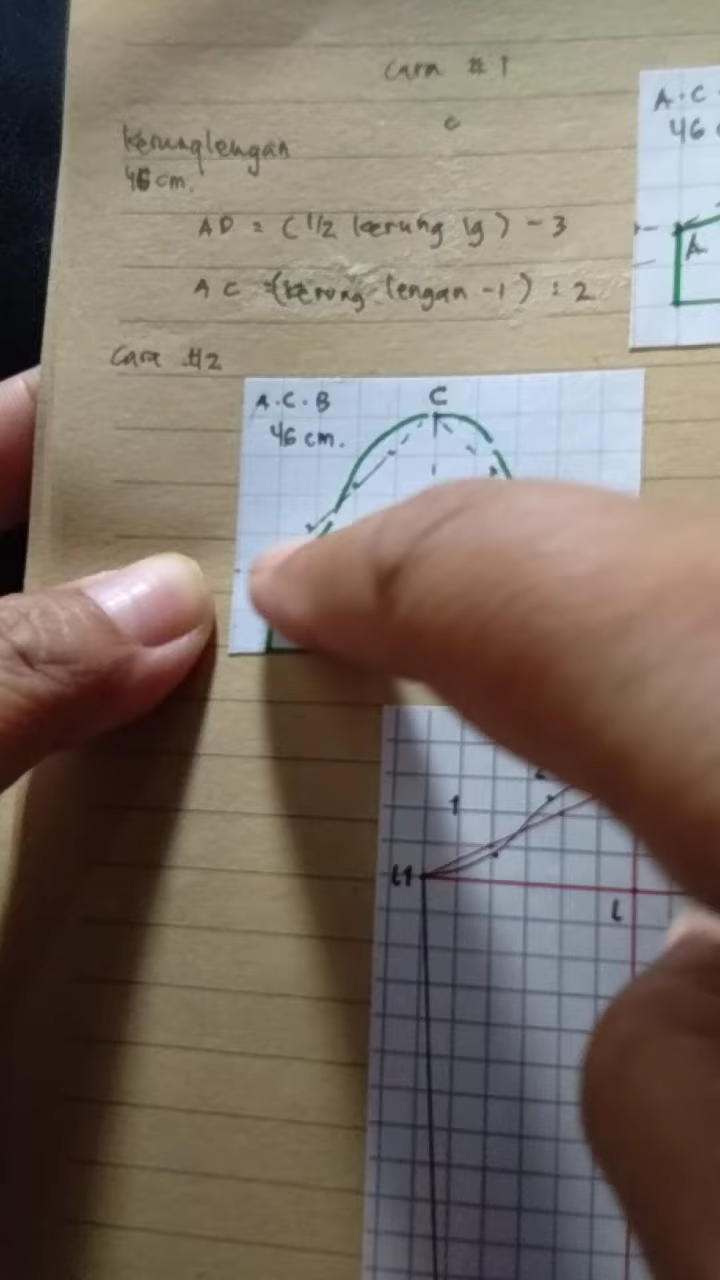 Cara #1
c
Kerunglengan
46 cm.
AD = (1/2 kerung lg) - 3
AC = (kerung lengan -1) : 2
Cara #2
A.C.B
46 cm.
C
A.C
46
A
1
L1
L